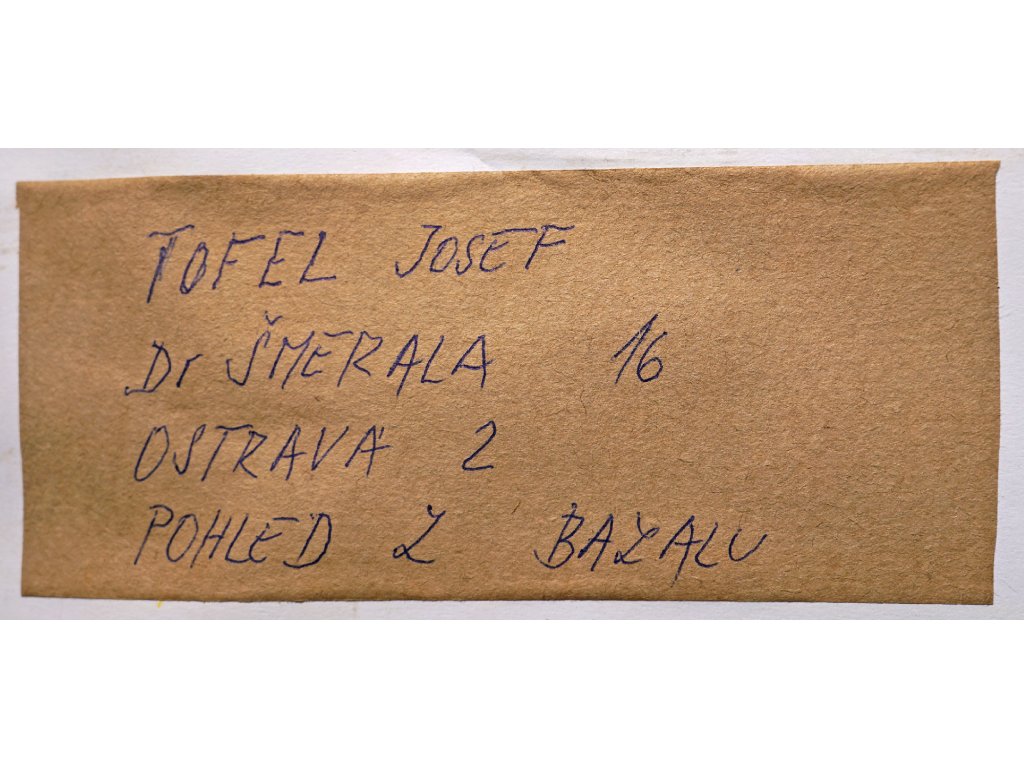 TOFEL JOSEF
Dr ŠMERALA 16
OSTRAVA 2
POHLED Z BAZALU